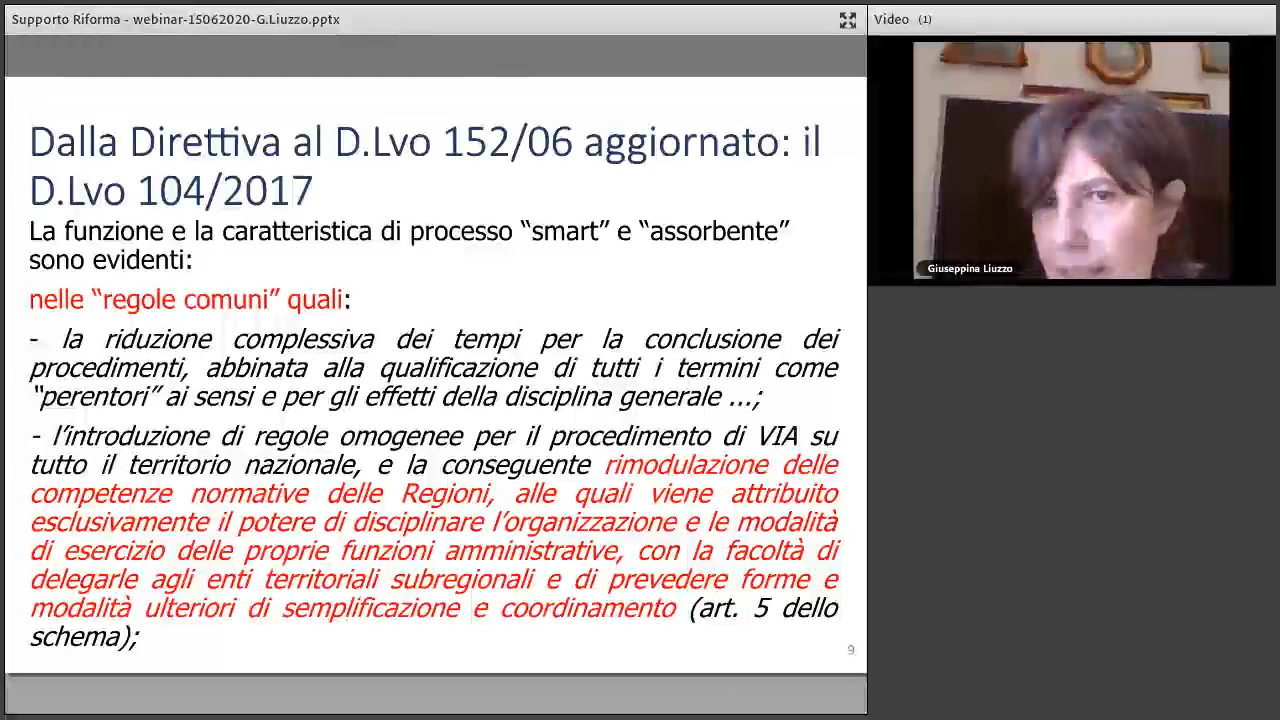 Supporto Riforma - webinar-15062020-G.Liuzzo.pptx
Video (1)
Dalla Direttiva al D.Lvo 152/06 aggiornato: il
D.Lvo 104/2017
La funzione e la caratteristica di processo “smart” e “assorbente”
sono evidenti:
nelle “regole comuni” quali:
- la riduzione complessiva dei tempi per la conclusione dei
procedimenti, abbinata alla qualificazione di tutti i termini come
“perentori” ai sensi e per gli effetti della disciplina generale ...;
- l’introduzione di regole omogenee per il procedimento di VIA su
tutto il territorio nazionale, e la conseguente rimodulazione delle
competenze normative delle Regioni, alle quali viene attribuito
esclusivamente il potere di disciplinare l’organizzazione e le modalità
di esercizio delle proprie funzioni amministrative, con la facoltà di
delegarle agli enti territoriali subregionali e di prevedere forme e
modalità ulteriori di semplificazione e coordinamento (art. 5 dello
schema);
9
Giuseppina Liuzzo